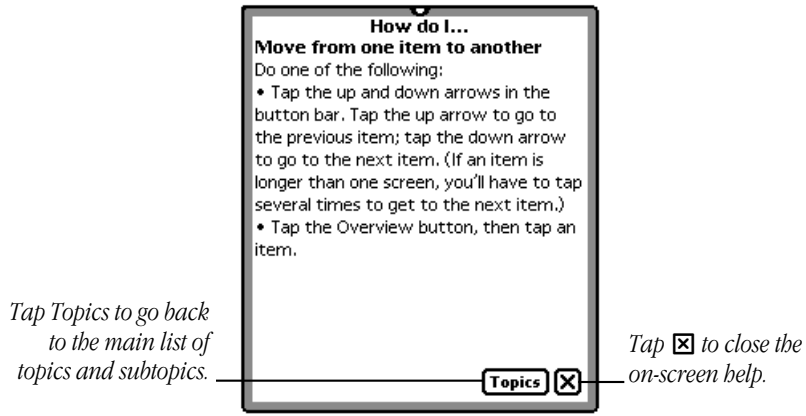 How do I...
Move from one item to another
Do one of the following:
• Tap the up and down arrows in the
button bar. Tap the up arrow to go to
the previous item; tap the down arrow
to go to the next item. (If an item is
longer than one screen, you'll have to tap
several times to get to the next item.)
• Tap the Overview button, then tap an
item.
Tap Topics to go back
to the main list of
topics and subtopics.
Topics
Tap ☒ to close the
on-screen help.